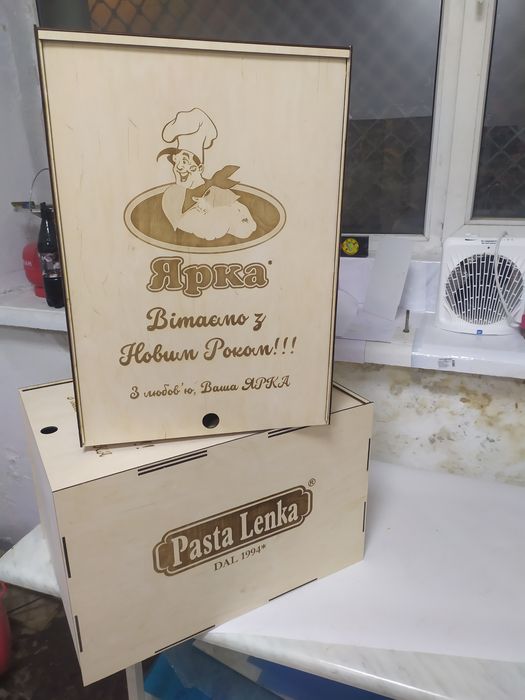 Ярка®
Вітаємо з
Новим Роком!!!
З любов'ю, Ваша ЯРКА
Pasta Lenka®
DAL 1994*